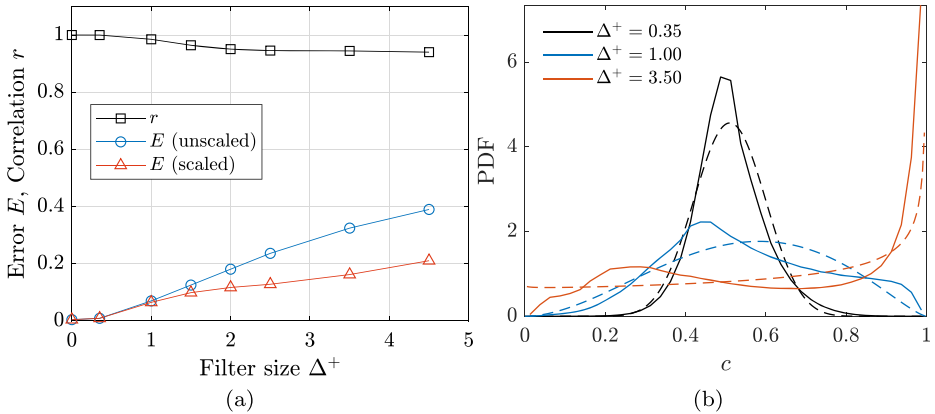 Error E, Correlation r
1
0.8
0.6
0.4
0.2
0
r
E (unscaled)
E (scaled)
0 1 2 3 4 5
Filter size Δ⁺
(a)
PDF
6
4
2
0
Δ⁺ = 0.35
Δ⁺ = 1.00
Δ⁺ = 3.50
0 0.2 0.4 0.6 0.8 1
c
(b)